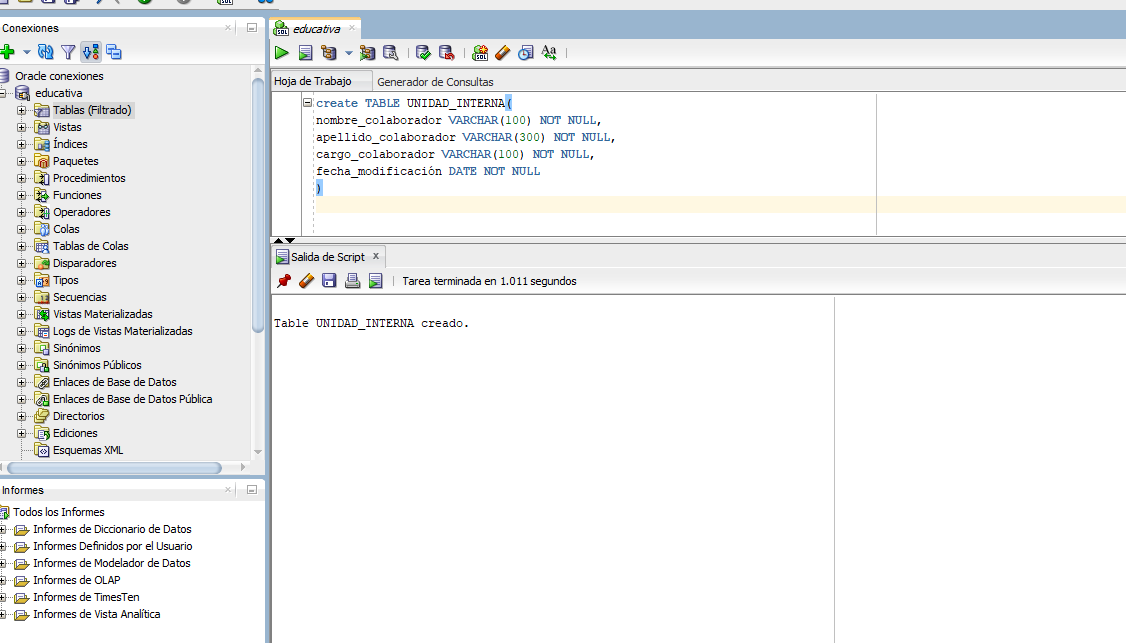 Conexiones
Oracle conexiones
educativa
Tablas (Filtrado)
Vistas
Índices
Paquetes
Procedimientos
Funciones
Operadores
Colas
Tablas de Colas
Disparadores
Tipos
Secuencias
Vistas Materializadas
Logs de Vistas Materializadas
Sinónimos
Sinónimos Públicos
Enlaces de Base de Datos
Enlaces de Base de Datos Pública
Directorios
Ediciones
Esquemas XML
Informes
Todos los Informes
Informes de Diccionario de Datos
Informes Definidos por el Usuario
Informes de Modelador de Datos
Informes de OLAP
Informes de TimesTen
Informes de Vista Analítica
educativa
Hoja de Trabajo Generador de Consultas
create TABLE UNIDAD_INTERNA(
nombre_colaborador VARCHAR(100) NOT NULL,
apellido_colaborador VARCHAR(300) NOT NULL,
cargo_colaborador VARCHAR(100) NOT NULL,
fecha_modificación DATE NOT NULL
)
Salida de Script x
Tarea terminada en 1.011 segundos
Table UNIDAD_INTERNA creado.